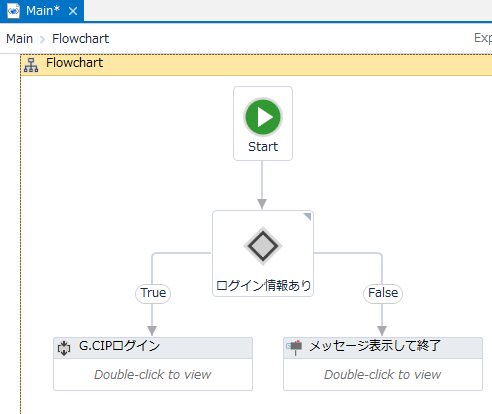 Main*
Main > Flowchart
Exp
Flowchart
Start
ログイン情報あり
True
False
G.CIPログイン
メッセージ表示して終了
Double-click to view
Double-click to view